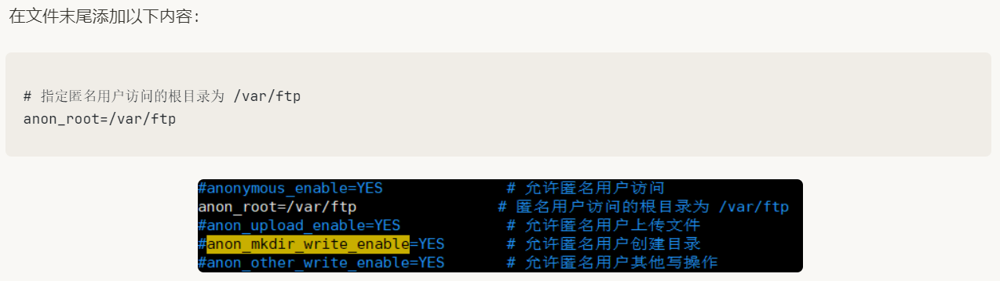 在文件末尾添加以下内容：
# 指定匿名用户访问的根目录为 /var/ftp
anon_root=/var/ftp
#anonymous_enable=YES # 允许匿名用户访问
anon_root=/var/ftp # 匿名用户访问的根目录为 /var/ftp
#anon_upload_enable=YES # 允许匿名用户上传文件
#anon_mkdir_write_enable=YES # 允许匿名用户创建目录
#anon_other_write_enable=YES # 允许匿名用户其他写操作